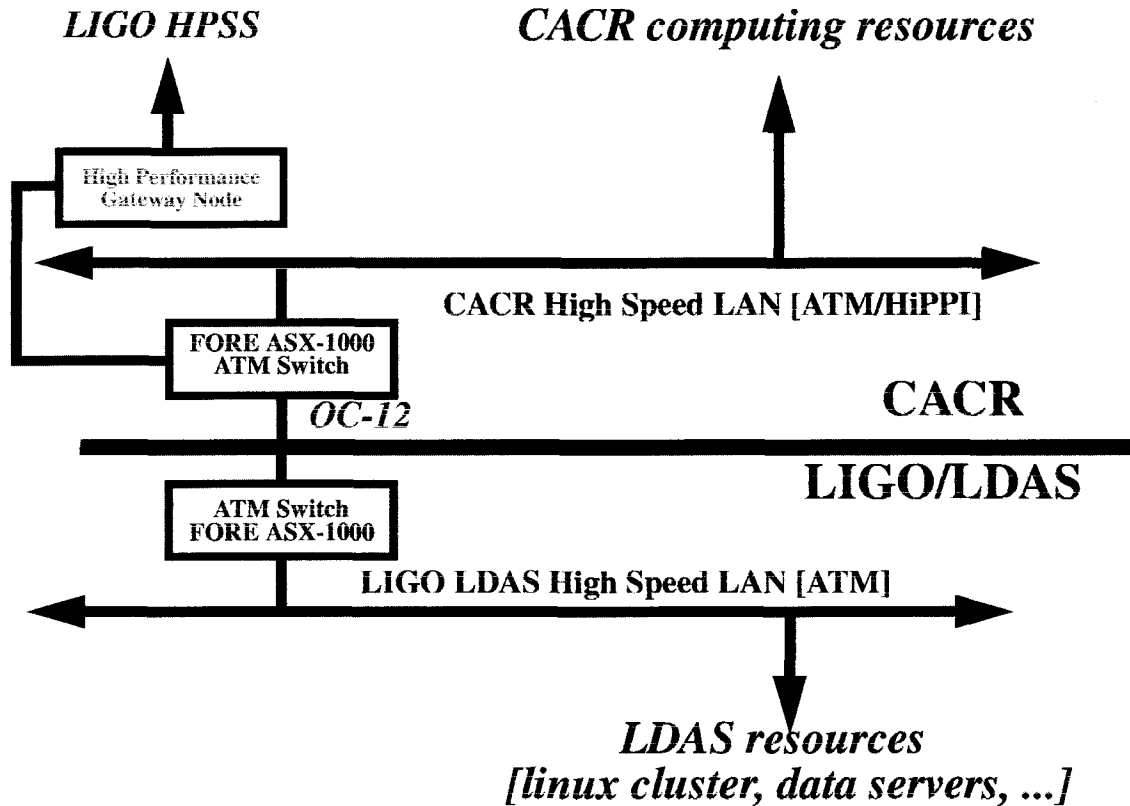 LIGO HPSS
CACR computing resources
High Performance
Gateway Node
CACR High Speed LAN [ATM/HiPPI]
FORE ASX-1000
ATM Switch
OC-12
CACR
LIGO/LDAS
ATM Switch
FORE ASX-1000
LIGO LDAS High Speed LAN [ATM]
LDAS resources
[linux cluster, data servers, ...]